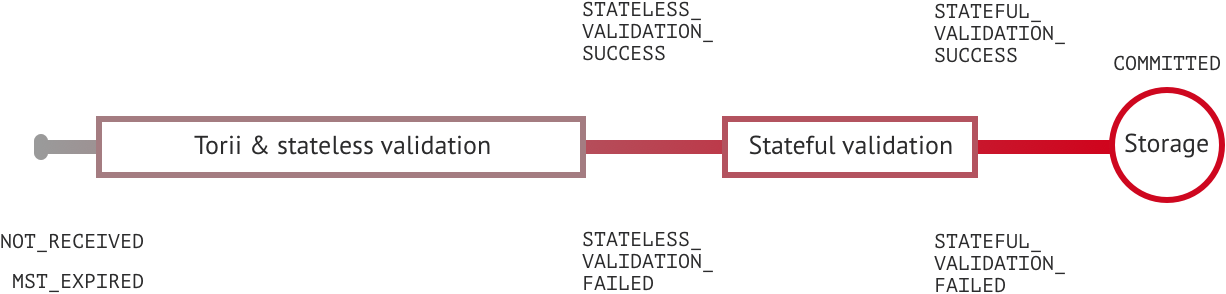 STATELESS_
VALIDATION_
SUCCESS
STATEFUL_
VALIDATION_
SUCCESS
COMMITTED
Torii & stateless validation
Stateful validation
Storage
NOT_RECEIVED
MST_EXPIRED
STATELESS_
VALIDATION_
FAILED
STATEFUL_
VALIDATION_
FAILED